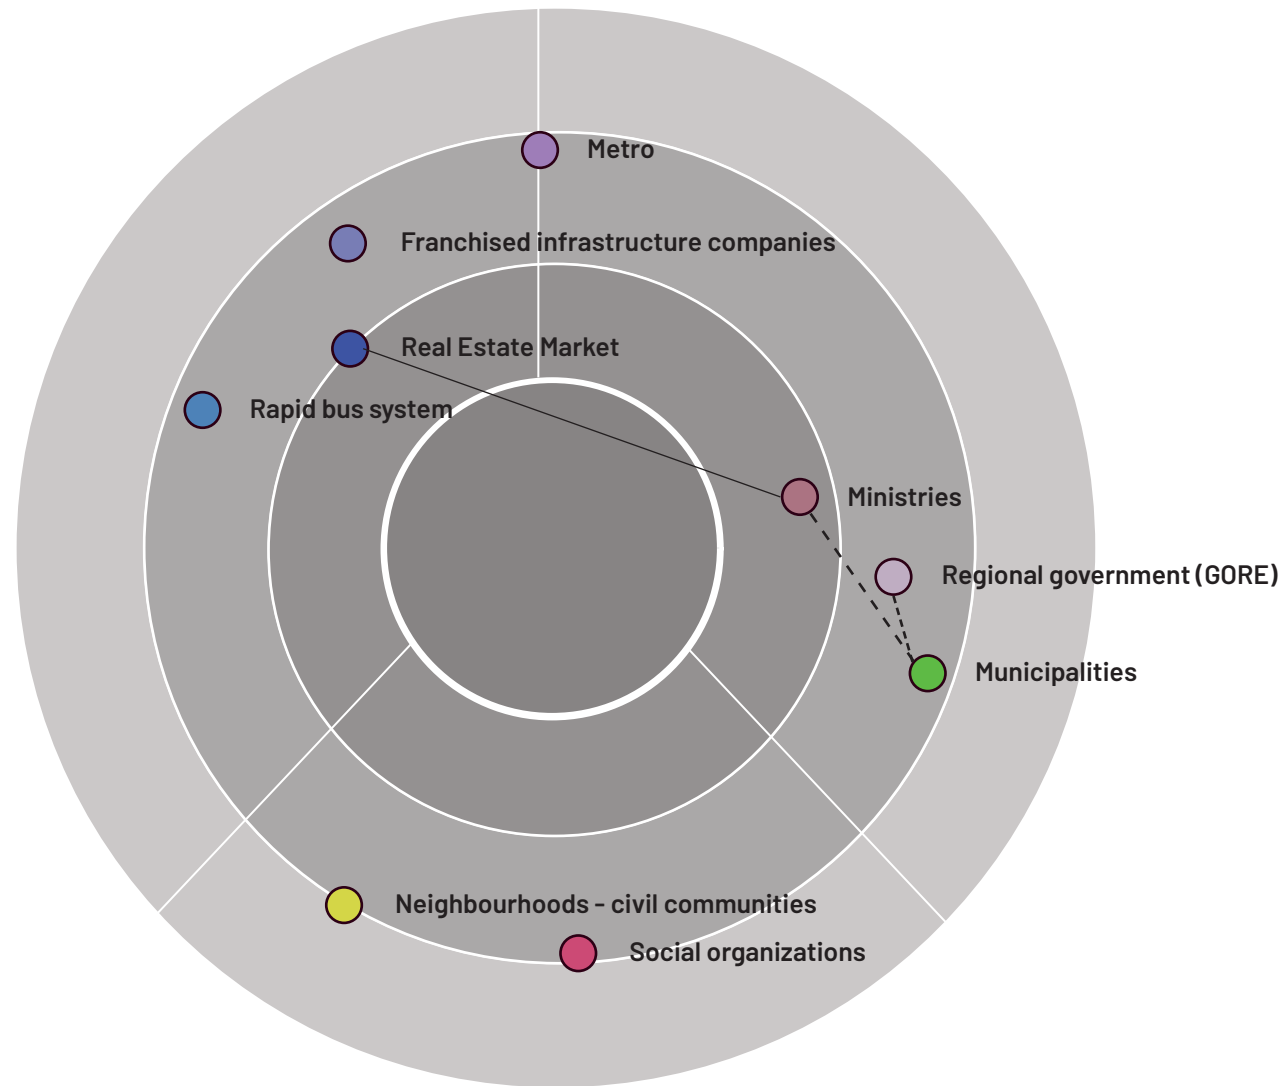 Metro
Franchised infrastructure companies
Real Estate Market
Rapid bus system
Ministries
Regional government (GORE)
Municipalities
Neighbourhoods - civil communities
Social organizations